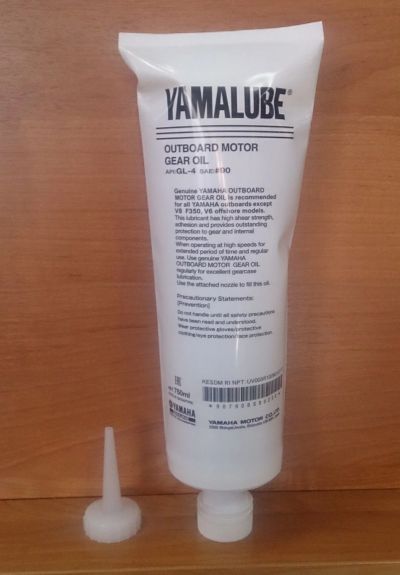 YAMALUBE®
OUTBOARD MOTOR
GEAR OIL
API:GL-4 SAE:#90
Genuine YAMAHA OUTBOARD
MOTOR GEAR OIL is recommended
for all YAMAHA outboards except
V8 F350, V6 offshore models.
This lubricant has high shear strength,
adhesion and provides outstanding
protection to gear and internal
components.
When operating at high speeds for
extended period of time and regular
use. Use genuine YAMAHA
OUTBOARD MOTOR GEAR OIL
regularly for excellent gearcase
lubrication.
Use the attached nozzle to fill this oil.
Precautionary Statements:
[Prevention]
Do not handle until all safety precautions
have been read and understood.
Wear protective gloves/protective
clothing/eye protection/face protection.
EAC
750ml
YAMAHA
YAMAHA MOTOR CO.,LTD.